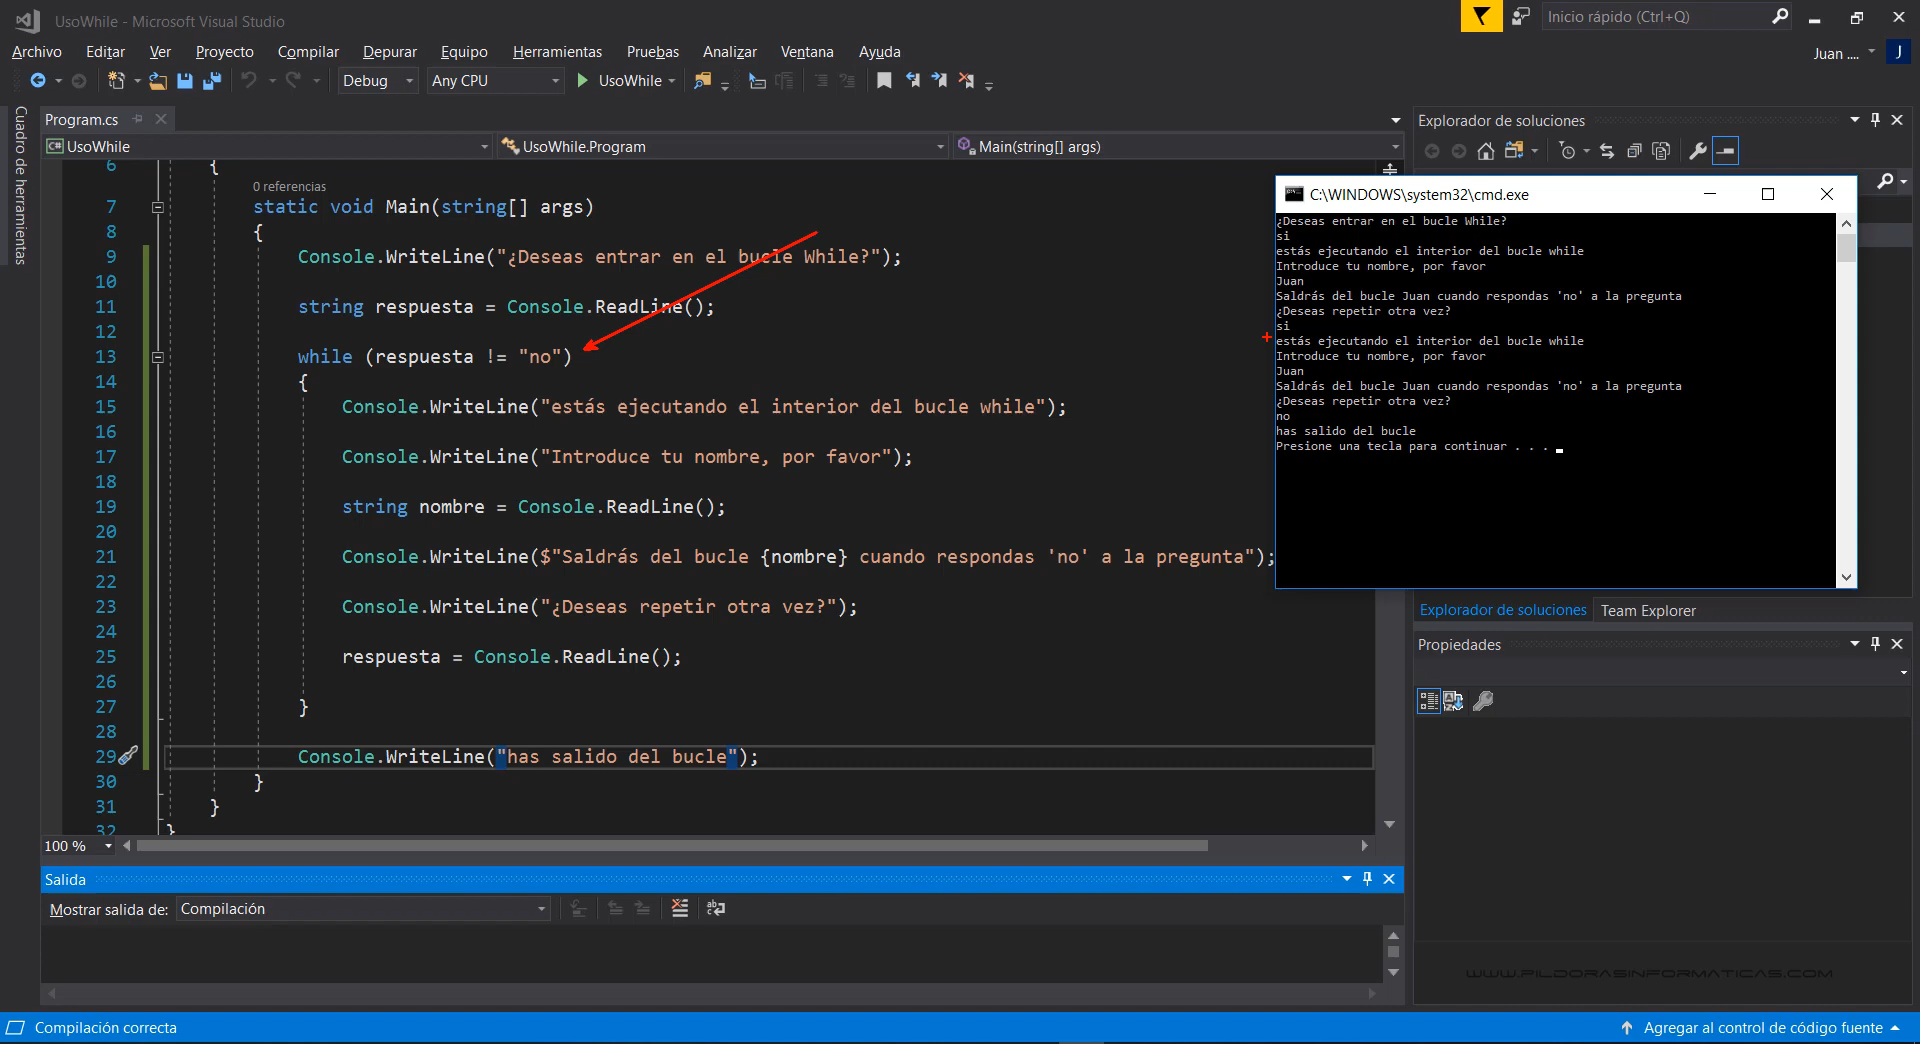 UsoWhile - Microsoft Visual Studio
Inicio rápido (Ctrl+Q)
Archivo Editar Ver Proyecto Compilar Depurar Equipo Herramientas Pruebas Analizar Ventana Ayuda
Juan .... J
Debug Any CPU UsoWhile
Cuadro de herramientas
Program.cs
UsoWhile UsoWhile.Program Main(string[] args)
6 {
0 referencias
7 static void Main(string[] args)
8 {
9 Console.WriteLine("¿Deseas entrar en el bucle While?");
10
11 string respuesta = Console.ReadLine();
12
13 while (respuesta != "no")
14 {
15 Console.WriteLine("estás ejecutando el interior del bucle while");
16
17 Console.WriteLine("Introduce tu nombre, por favor");
18
19 string nombre = Console.ReadLine();
20
21 Console.WriteLine($"Saldrás del bucle {nombre} cuando respondas 'no' a la pregunta");
22
23 Console.WriteLine("¿Deseas repetir otra vez?");
24
25 respuesta = Console.ReadLine();
26
27 }
28
29 Console.WriteLine("has salido del bucle");
30 }
31 }
32 }
100 %
Salida
Mostrar salida de: Compilación
Explorador de soluciones
C:\WINDOWS\system32\cmd.exe
¿Deseas entrar en el bucle While?
si
estás ejecutando el interior del bucle while
Introduce tu nombre, por favor
Juan
Saldrás del bucle Juan cuando respondas 'no' a la pregunta
¿Deseas repetir otra vez?
si
estás ejecutando el interior del bucle while
Introduce tu nombre, por favor
Juan
Saldrás del bucle Juan cuando respondas 'no' a la pregunta
¿Deseas repetir otra vez?
no
has salido del bucle
Presione una tecla para continuar . . .
Explorador de soluciones Team Explorer
Propiedades
WWW.PILDORASINFORMATICAS.COM
Compilación correcta
Agregar al control de código fuente